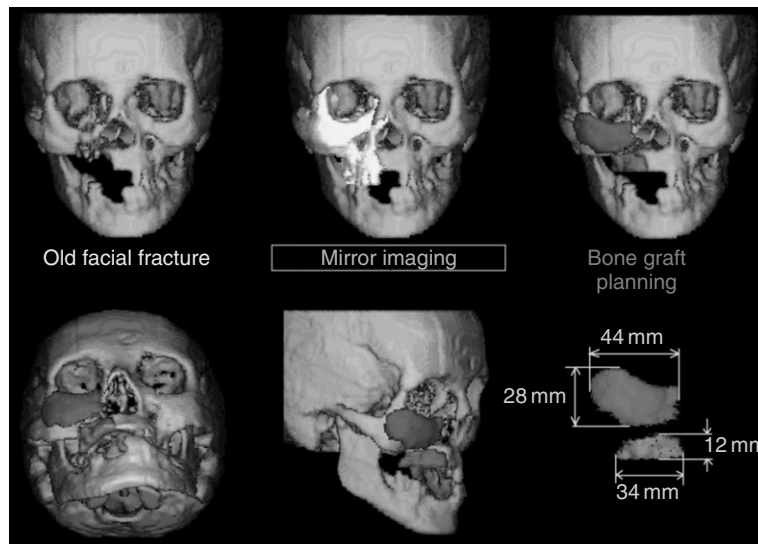 Old facial fracture
Mirror imaging
Bone graft
planning
44 mm
28 mm
12 mm
34 mm